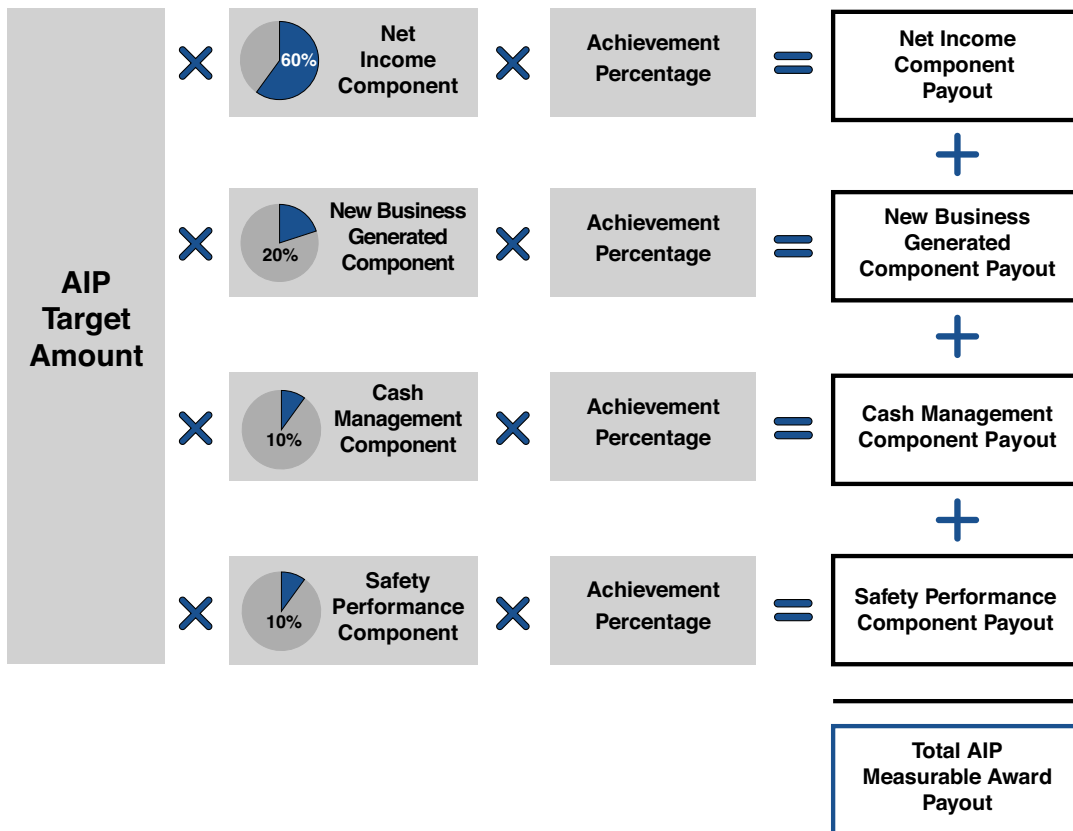 AIP
Target
Amount
60%
Net
Income
Component
Achievement
Percentage
Net Income
Component
Payout
20%
New Business
Generated
Component
Achievement
Percentage
New Business
Generated
Component Payout
10%
Cash
Management
Component
Achievement
Percentage
Cash Management
Component Payout
10%
Safety
Performance
Component
Achievement
Percentage
Safety Performance
Component Payout
Total AIP
Measurable Award
Payout